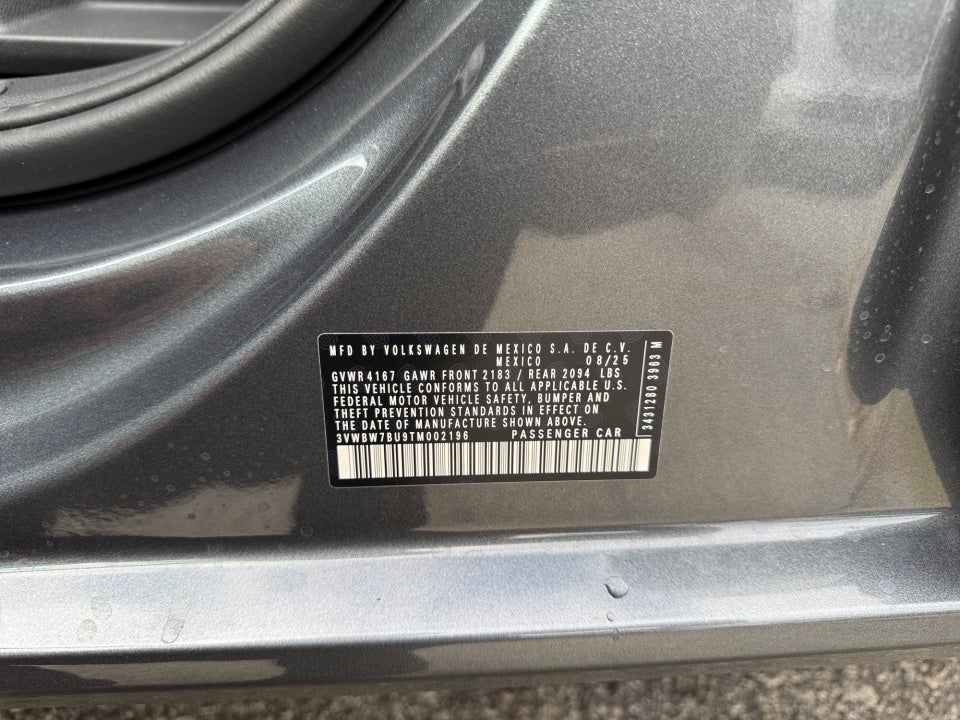 MFD BY VOLKSWAGEN DE MEXICO S.A. DE C.V.
MEXICO 08/25
GVWR 4167 GAWR FRONT 2183 / REAR 2094 LBS
THIS VEHICLE CONFORMS TO ALL APPLICABLE U.S.
FEDERAL MOTOR VEHICLE SAFETY, BUMPER AND
THEFT PREVENTION STANDARDS IN EFFECT ON
THE DATE OF MANUFACTURE SHOWN ABOVE.
3VWBW7BU9TM002196 PASSENGER CAR
3431280 3963 M